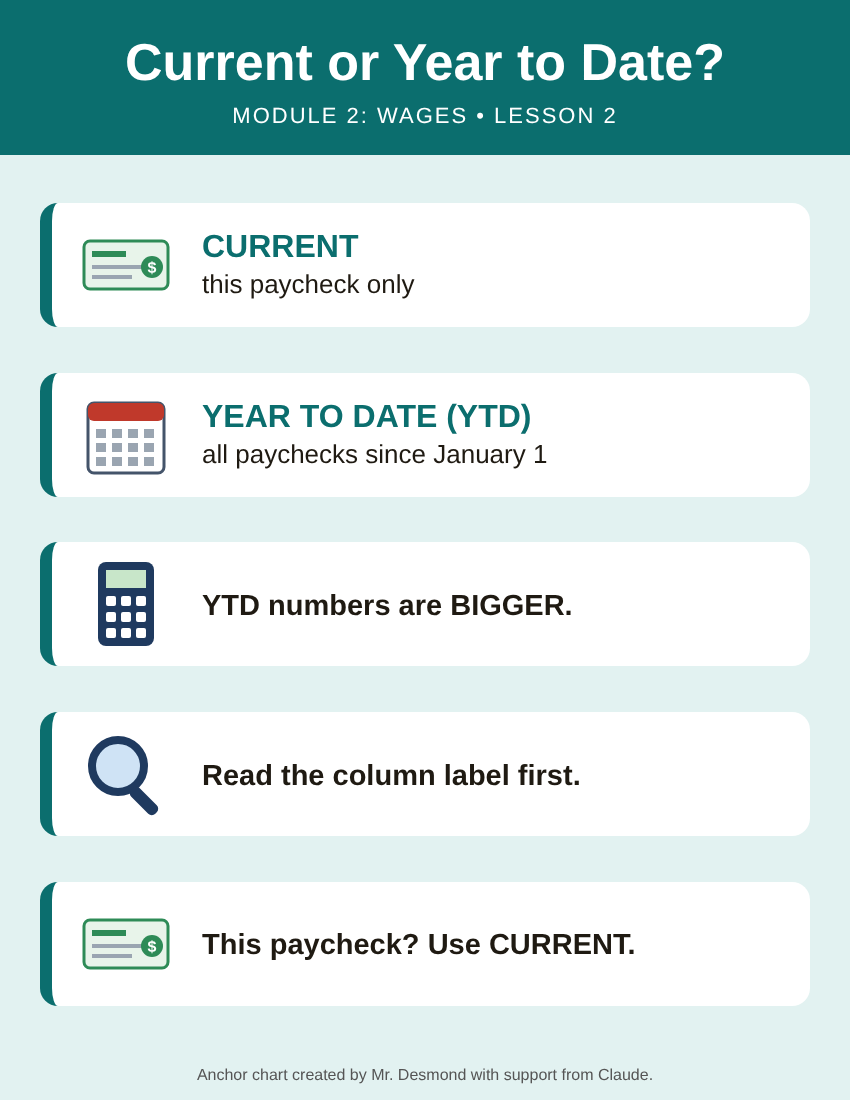 Current or Year to Date?
MODULE 2: WAGES • LESSON 2
$
CURRENT
this paycheck only
YEAR TO DATE (YTD)
all paychecks since January 1
YTD numbers are BIGGER.
Read the column label first.
$
This paycheck? Use CURRENT.
Anchor chart created by Mr. Desmond with support from Claude.